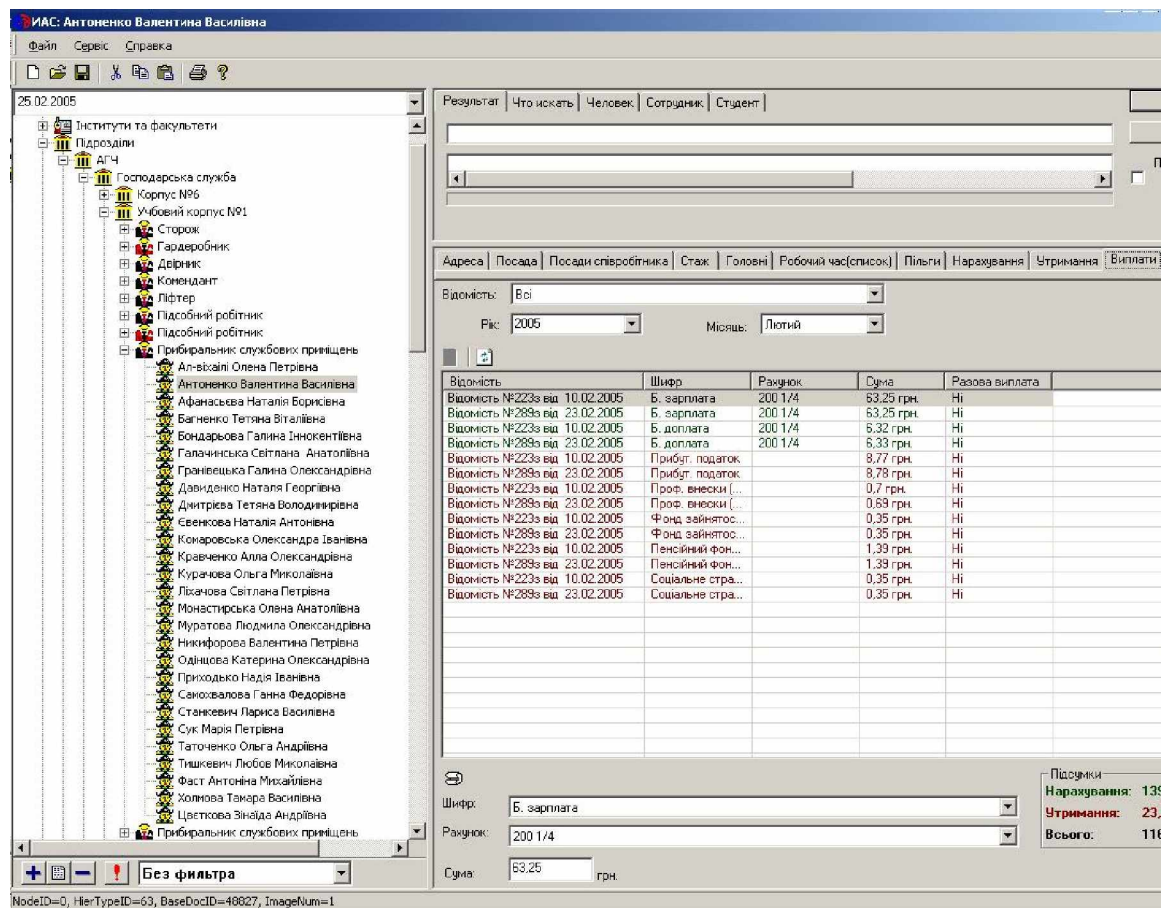 ИАС: Антоненко Валентина Василівна
Файл Сервіс Справка
25.02.2005
Інститути та факультети
Підрозділи
АГЧ
Господарська служба
Корпус №6
Учбовий корпус №1
Сторож
Гардеробник
Двірник
Комендант
Ліфтер
Підсобний робітник
Підсобний робітник
Прибиральник службових приміщень
Ал-віхаілі Олена Петрівна
Антоненко Валентина Василівна
Афанасьєва Наталія Борисівна
Багненко Тетяна Віталіївна
Бондарьова Галина Іннокентіївна
Галачинська Світлана Анатоліївна
Гранівецька Галина Олександрівна
Давиденко Наталя Георгіївна
Дмитрієва Тетяна Володимирівна
Євенкова Наталія Антонівна
Комаровська Олександра Іванівна
Кравченко Алла Олександрівна
Курачова Ольга Миколаївна
Ліхачова Світлана Петрівна
Монастирська Олена Анатоліївна
Муратова Людмила Олександрівна
Никифорова Валентина Петрівна
Одінцова Катерина Олександрівна
Приходько Надія Іванівна
Самохвалова Ганна Федорівна
Станкевич Лариса Василівна
Сук Марія Петрівна
Таточенко Ольга Андріївна
Тишкевич Любов Миколаівна
Фаст Антоніна Михайлівна
Холмова Тамара Василівна
Цвєткова Зінаїда Андріївна
Прибиральник службових приміщень
Без фильтра
NodeID=0, HierTypeID=63, BaseDocID=48827, ImageNum=1
Результат Что искать Человек Сотрудник Студент
П
Адреса Посада Посади співробітника Стаж Головні Робочий час(список) Пільги Нарахування Утримання Виплати
Відомість: Всі
Рік: 2005 Місяць: Лютий
Відомість Шифр Рахунок Сума Разова виплата
Відомість №223з від 10.02.2005 Б. зарплата 200 1/4 63,25 грн. Ні
Відомість №289з від 23.02.2005 Б. зарплата 200 1/4 63,25 грн. Ні
Відомість №223з від 10.02.2005 Б. доплата 200 1/4 6,32 грн. Ні
Відомість №289з від 23.02.2005 Б. доплата 200 1/4 6,33 грн. Ні
Відомість №223з від 10.02.2005 Прибут. податок 8,77 грн. Ні
Відомість №289з від 23.02.2005 Прибут. податок 8,78 грн. Ні
Відомість №223з від 10.02.2005 Проф. внески (... 0,7 грн. Ні
Відомість №289з від 23.02.2005 Проф. внески (... 0,69 грн. Ні
Відомість №223з від 10.02.2005 Фонд зайнятос... 0,35 грн. Ні
Відомість №289з від 23.02.2005 Фонд зайнятос... 0,35 грн. Ні
Відомість №223з від 10.02.2005 Пенсійний фон... 1,39 грн. Ні
Відомість №289з від 23.02.2005 Пенсійний фон... 1,39 грн. Ні
Відомість №223з від 10.02.2005 Соціальне стра... 0,35 грн. Ні
Відомість №289з від 23.02.2005 Соціальне стра... 0,35 грн. Ні
Шифр: Б. зарплата
Рахунок: 200 1/4
Сума: 63,25 грн.
Підсумки
Нарахування: 139
Утримання: 23,
Всього: 116